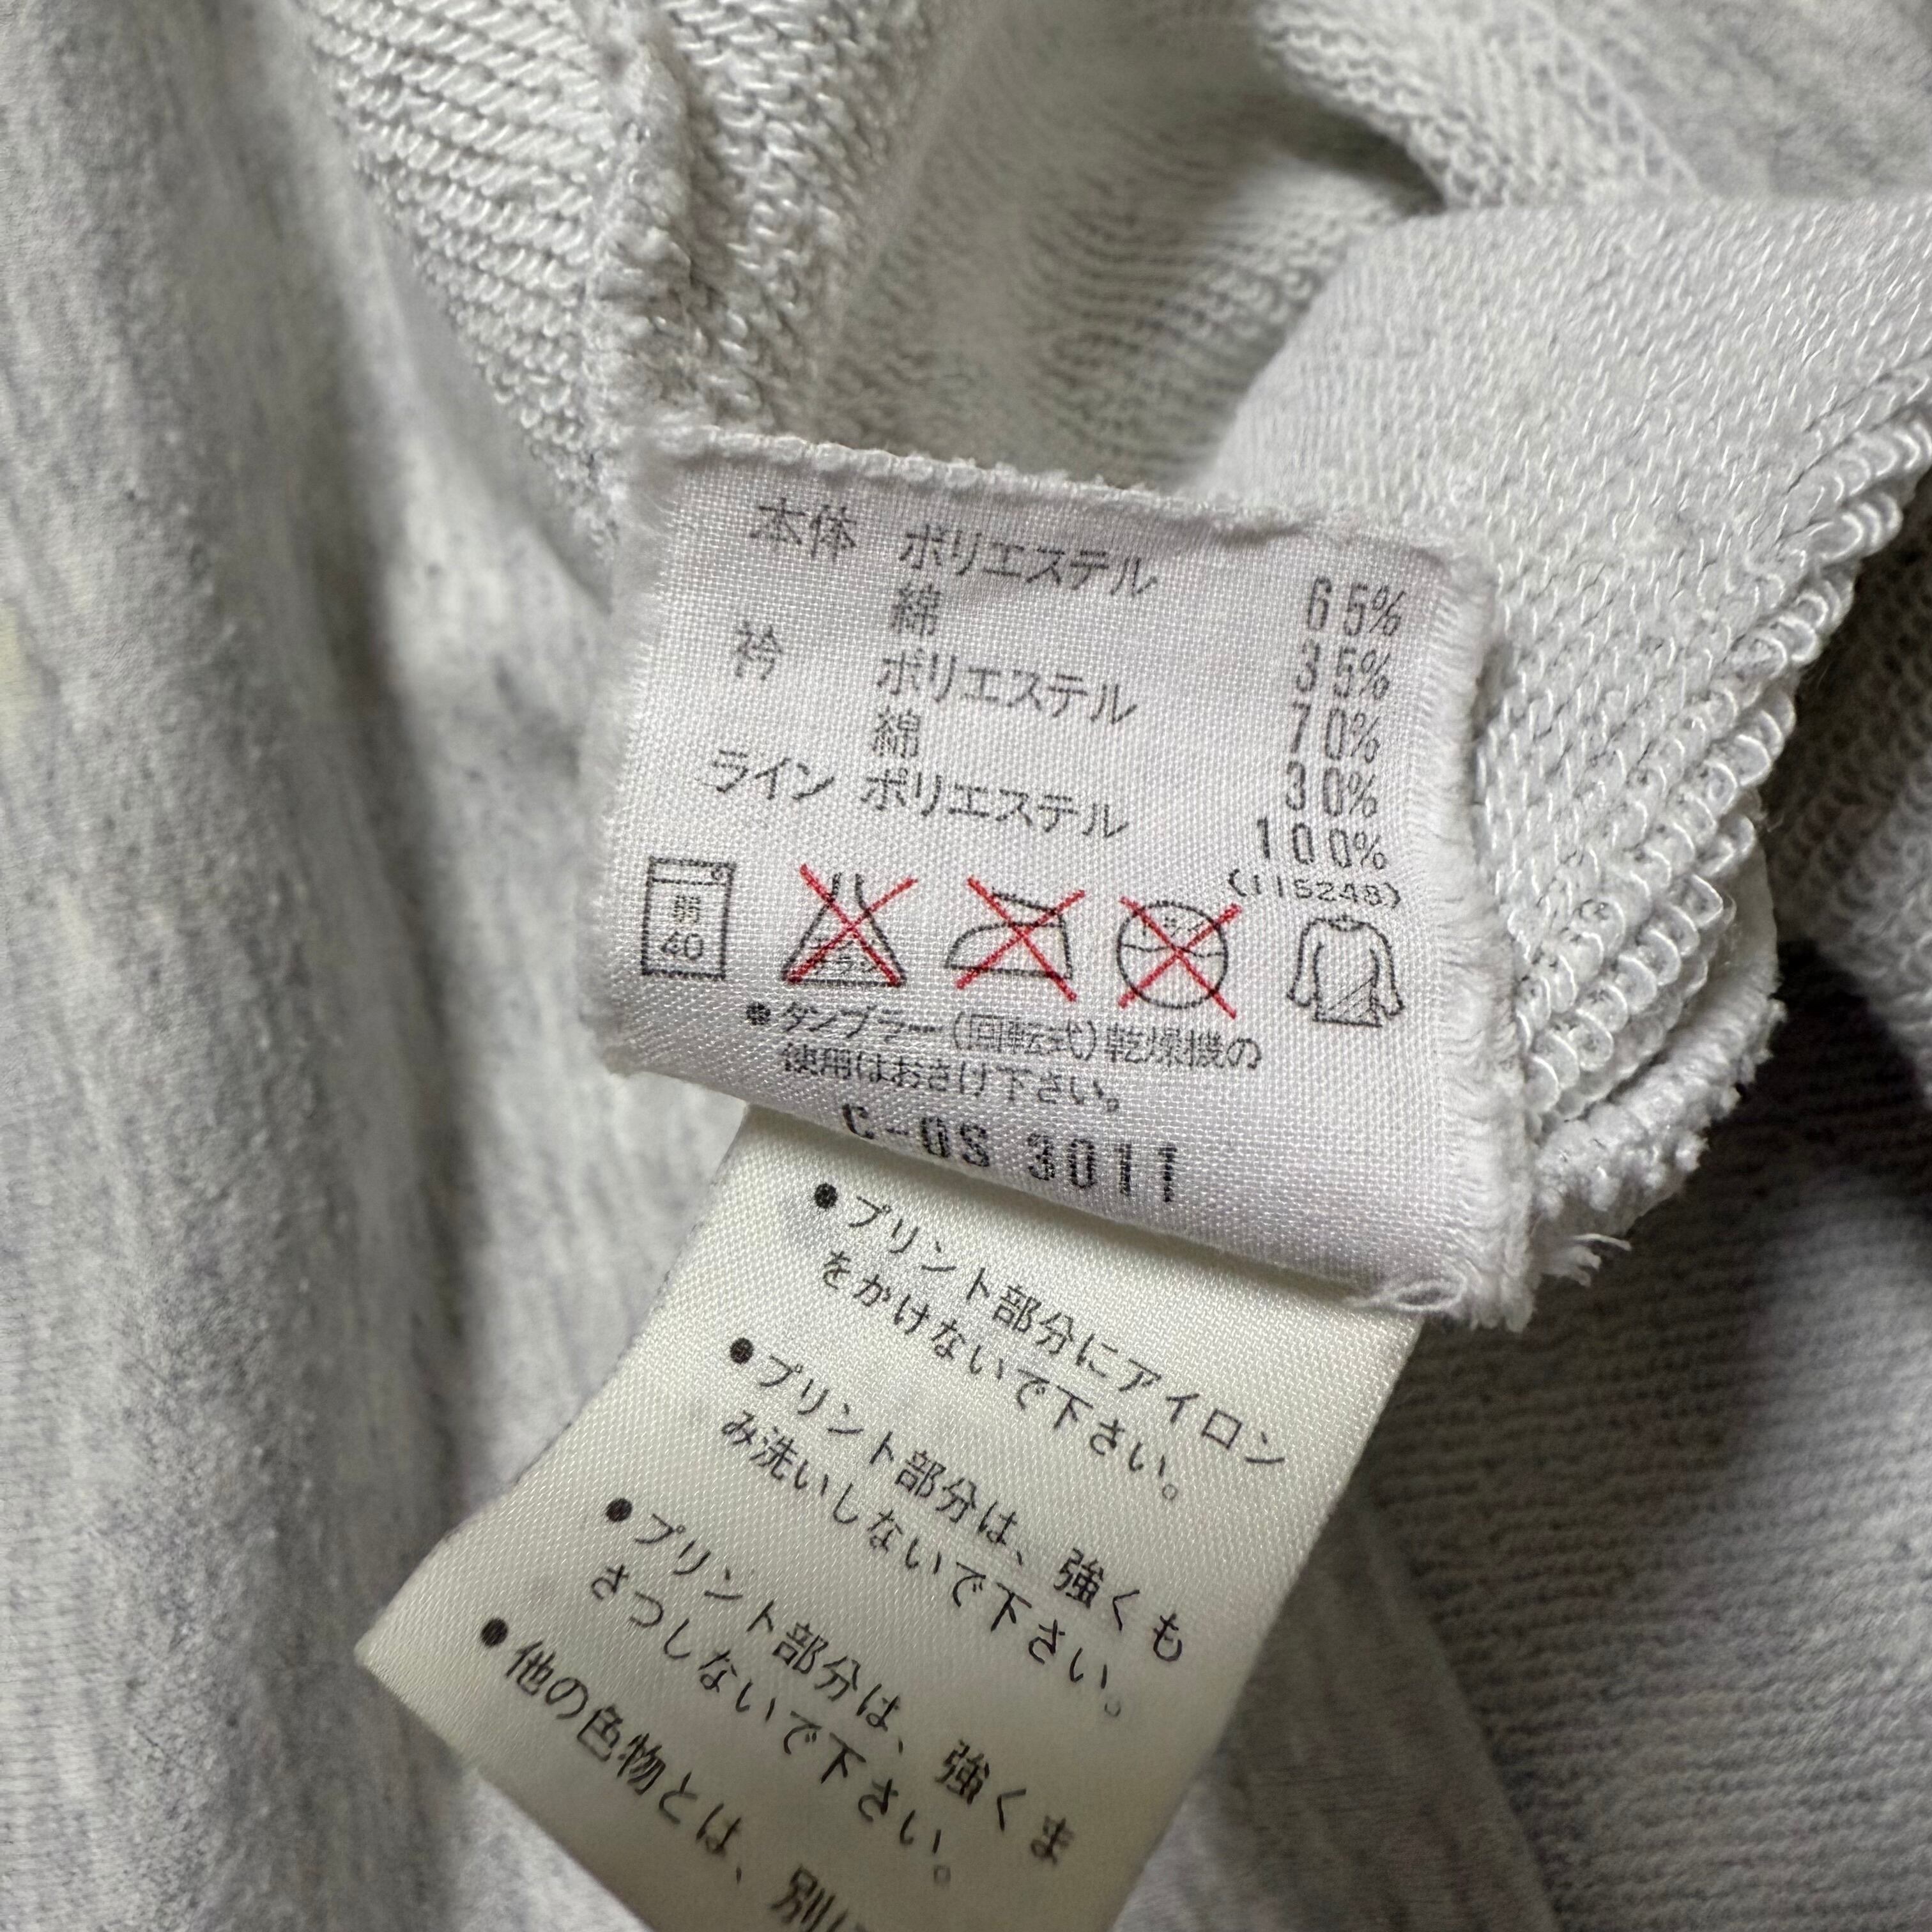 本体 ポリエステル 65%
綿 35%
衿 ポリエステル 70%
綿 30%
ライン ポリエステル 100%
(115248)
弱
40
●タンブラー(回転式)乾燥機の
使用はおさけ下さい。
C-OS 3011
●プリント部分にアイロン
をかけないで下さい。
●プリント部分は、強くも
み洗いしないで下さい。
●プリント部分は、強くま
さつしないで下さい。
●他の色物とは、別に